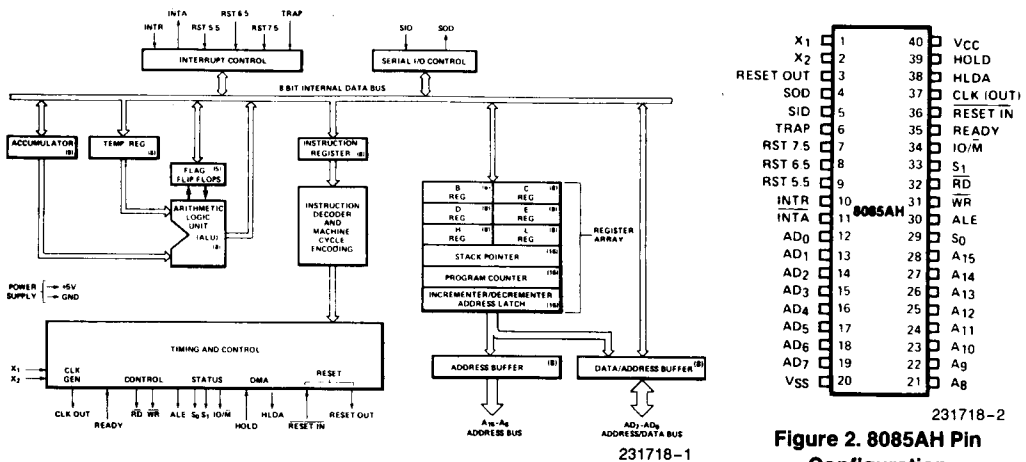 INTR INTA RST 5.5 RST 6.5 RST 7.5 TRAP
INTERRUPT CONTROL
SID SOD
SERIAL I/O CONTROL
8 BIT INTERNAL DATA BUS
ACCUMULATOR (8)
TEMP REG
FLAG (5)
FLIP FLOPS
ARITHMETIC
LOGIC
UNIT
(ALU)
(8)
INSTRUCTION
REGISTER (8)
INSTRUCTION
DECODER
AND
MACHINE
CYCLE
ENCODING
B REG C REG (8)
D REG (8) E REG (8)
H REG (8) L REG (8)
STACK POINTER (16)
PROGRAM COUNTER (16)
INCREMENTER/DECREMENTER
ADDRESS LATCH (16)
REGISTER
ARRAY
POWER
SUPPLY
+5V
GND
TIMING AND CONTROL
X1
X2
CLK
GEN
CONTROL STATUS DMA RESET
CLK OUT
READY
RD WR ALE S0 S1 IO/M
HOLD
HLDA
RESET IN
RESET OUT
ADDRESS BUFFER (8)
DATA/ADDRESS BUFFER (8)
ADDRESS BUS
AD7-AD0
ADDRESS/DATA BUS
231718-1
X1 1 40 VCC
X2 2 39 HOLD
RESET OUT 3 38 HLDA
SOD 4 37 CLK (OUT)
SID 5 36 RESET IN
TRAP 6 35 READY
RST 7.5 7 34 IO/M
RST 6.5 8 33 S1
RST 5.5 9 32 RD
INTR 10 31 WR
INTA 11 30 ALE
8085AH
AD0 12 29 S0
AD1 13 28 A15
AD2 14 27 A14
AD3 15 26 A13
AD4 16 25 A12
AD5 17 24 A11
AD6 18 23 A10
AD7 19 22 A9
VSS 20 21 A8
231718-2
Figure 2. 8085AH Pin
Configuration